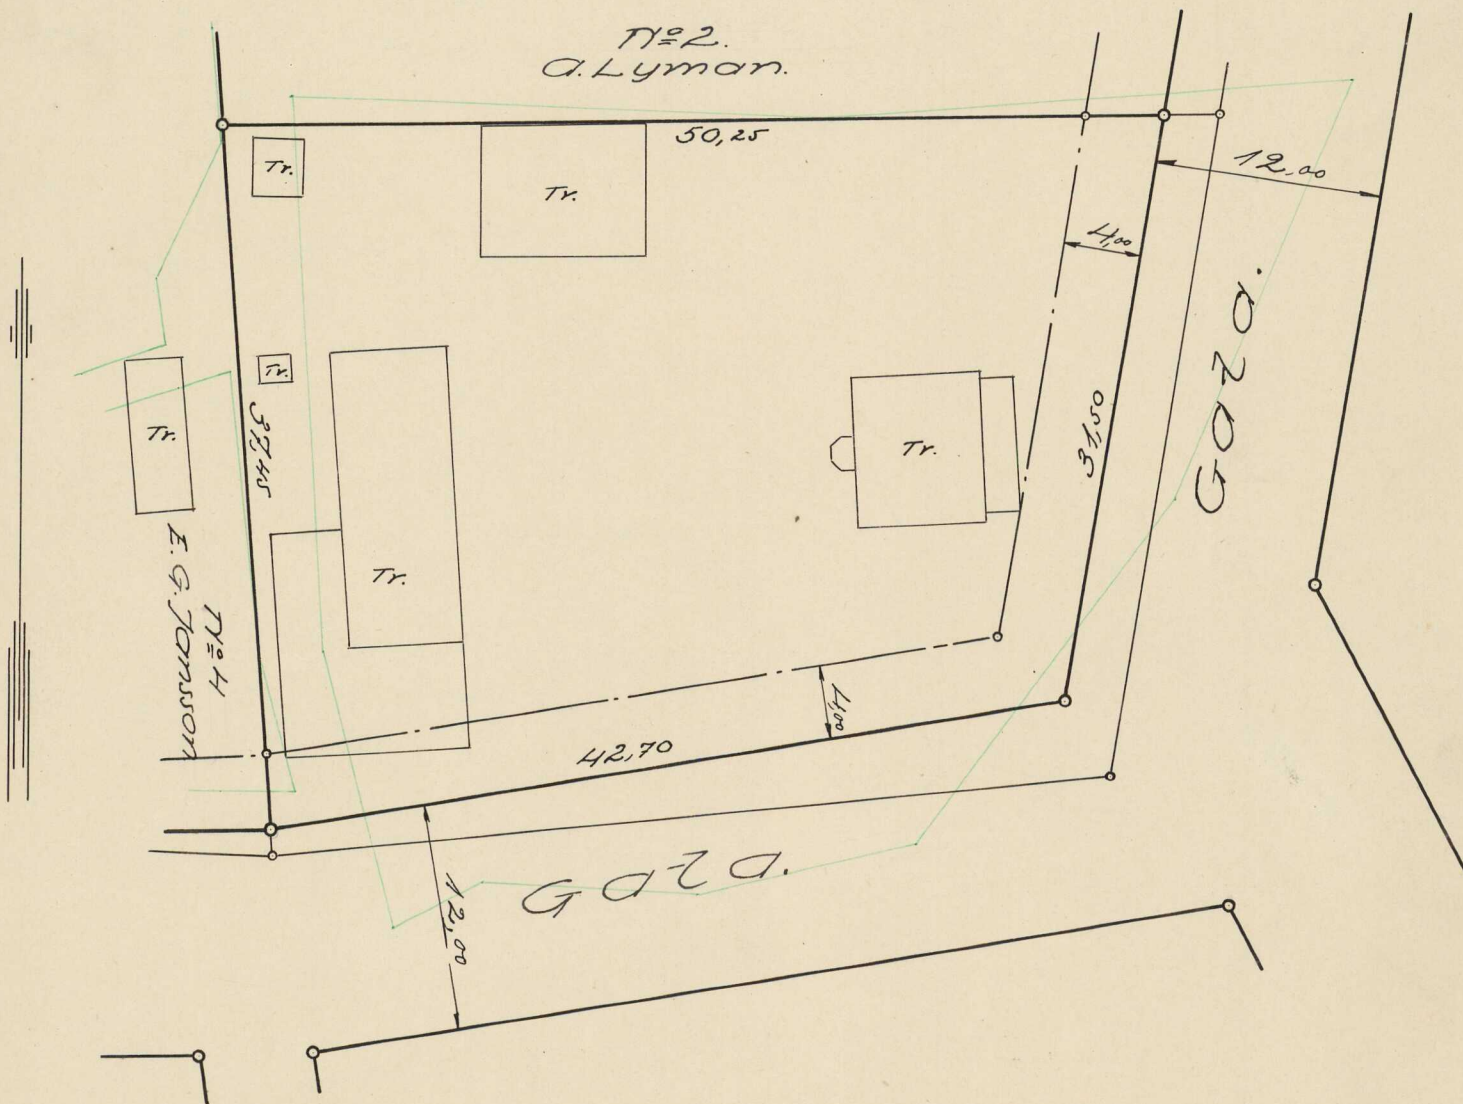 No 2.
A. Lyman.
50,25
12,00
Tr.
Tr.
4,00
Gata.
Tr.
37,45
Tr.
Tr.
31,50
Tr.
No 4
E. G. Jansson
4,00
42,70
Gata.
12,00